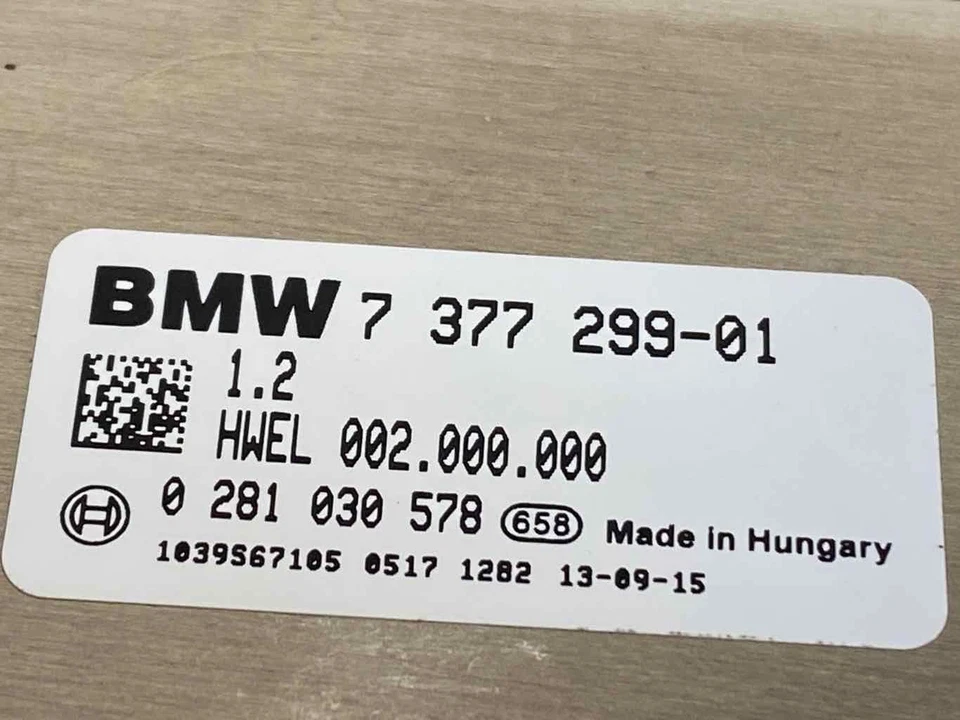 BMW 7 377 299-01
1.2
HWEL 002.000.000
0 281 030 578 658 Made in Hungary
1039S67105 0517 1282 13-09-15